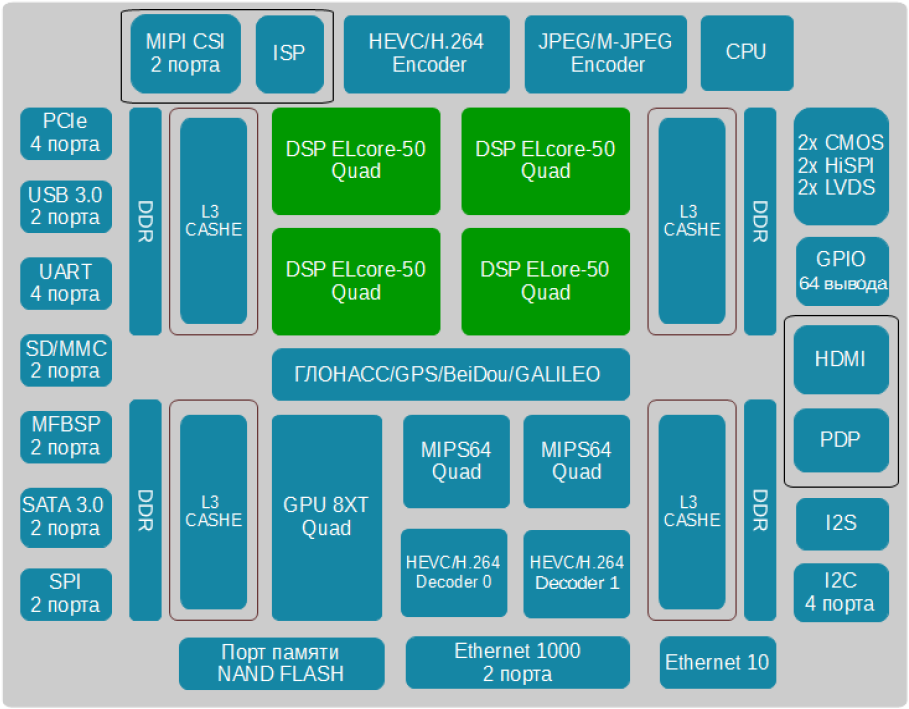 MIPI CSI
2 порта
ISP
HEVC/H.264
Encoder
JPEG/M-JPEG
Encoder
CPU
PCIe
4 порта
USB 3.0
2 порта
UART
4 порта
SD/MMC
2 порта
MFBSP
2 порта
SATA 3.0
2 порта
SPI
2 порта
DDR
L3
CASHE
DSP ELcore-50
Quad
DSP ELcore-50
Quad
DSP ELcore-50
Quad
DSP ELore-50
Quad
L3
CASHE
DDR
2x CMOS
2x HiSPI
2x LVDS
GPIO
64 вывода
HDMI
PDP
I2S
I2C
4 порта
ГЛОНАСС/GPS/BeiDou/GALILEO
DDR
L3
CASHE
GPU 8XT
Quad
MIPS64
Quad
MIPS64
Quad
HEVC/H.264
Decoder 0
HEVC/H.264
Decoder 1
L3
CASHE
DDR
Порт памяти
NAND FLASH
Ethernet 1000
2 порта
Ethernet 10